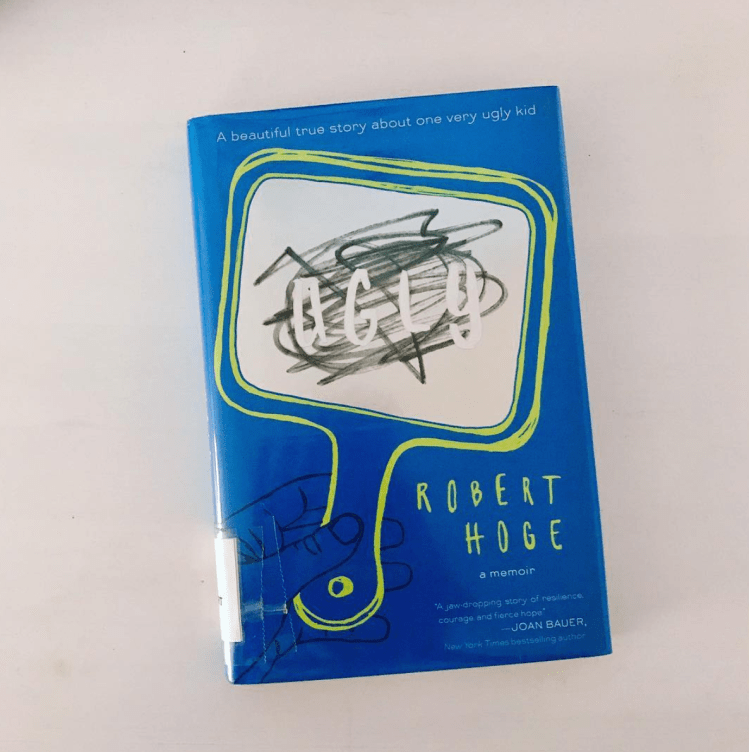 A beautiful true story about one very ugly kid
UGLY
ROBERT
HOGE
a memoir
"A jaw-dropping story of resilience,
courage and fierce hope"
—JOAN BAUER,
New York Times bestselling author